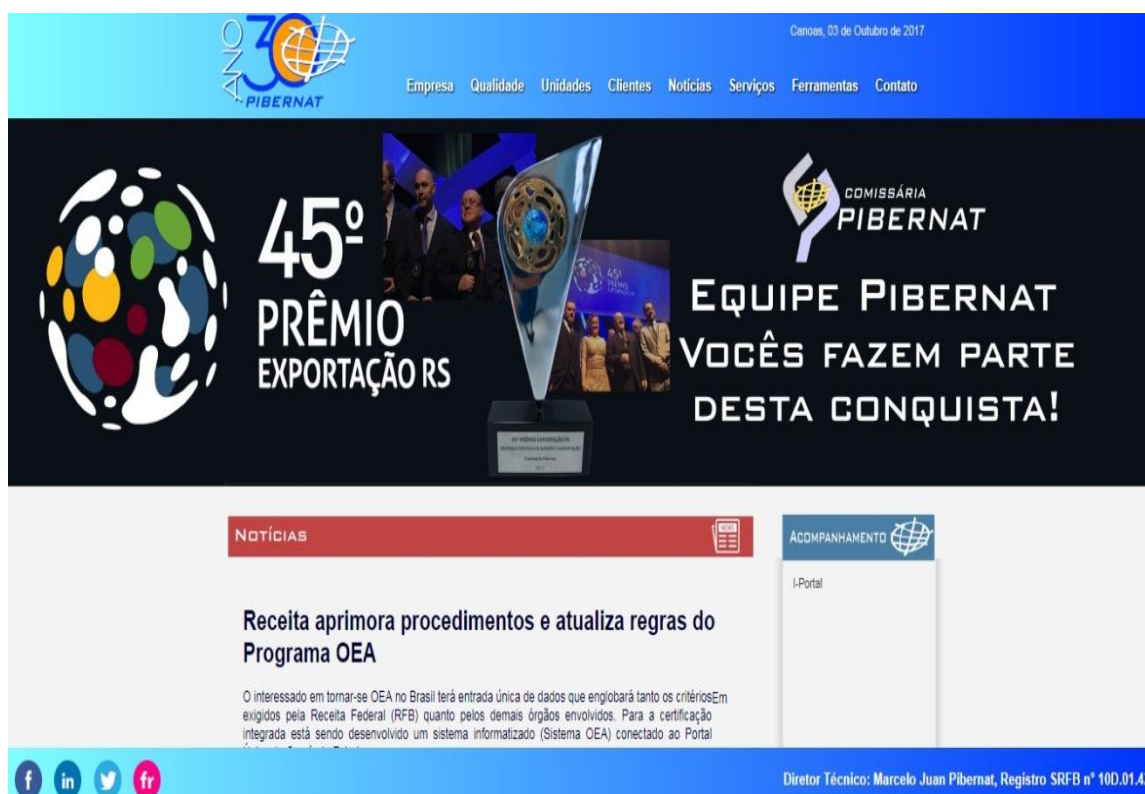 ANO 30
PIBERNAT
Canoas, 03 de Outubro de 2017
Empresa Qualidade Unidades Clientes Noticias Serviços Ferramentas Contato
45º
PRÊMIO
EXPORTAÇÃO RS
45º
PRÊMIO
COMISSÁRIA
PIBERNAT
EQUIPE PIBERNAT
VOCÊS FAZEM PARTE
DESTA CONQUISTA!
2017
NOTÍCIAS
NEWS
ACOMPANHAMENTO
I-Portal
Receita aprimora procedimentos e atualiza regras do
Programa OEA
O interessado em tornar-se OEA no Brasil terá entrada única de dados que englobará tanto os critériosEm
exigidos pela Receita Federal (RFB) quanto pelos demais órgãos envolvidos. Para a certificação
integrada está sendo desenvolvido um sistema informatizado (Sistema OEA) conectado ao Portal
f in fr
Diretor Técnico: Marcelo Juan Pibernat, Registro SRFB n° 10D.01.4